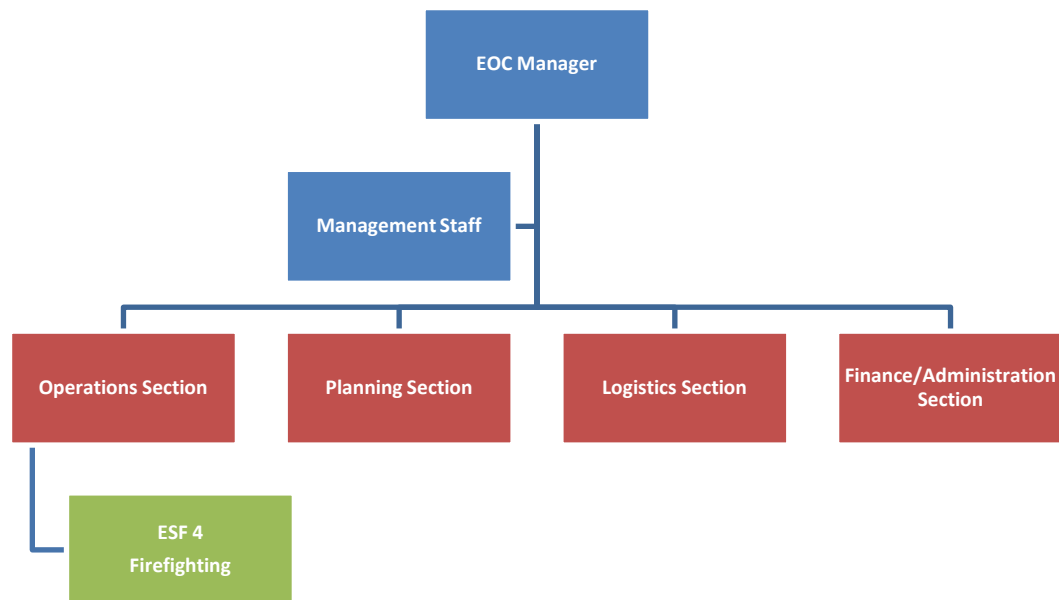 EOC Manager
Management Staff
Operations Section
Planning Section
Logistics Section
Finance/Administration
Section
ESF 4
Firefighting